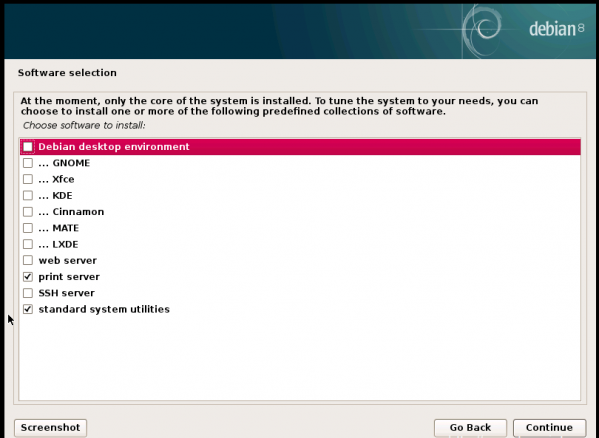 debian 8
Software selection
At the moment, only the core of the system is installed. To tune the system to your needs, you can
choose to install one or more of the following predefined collections of software.
Choose software to install:
Debian desktop environment
... GNOME
... Xfce
... KDE
... Cinnamon
... MATE
... LXDE
web server
print server
SSH server
standard system utilities
Screenshot
Go Back
Continue